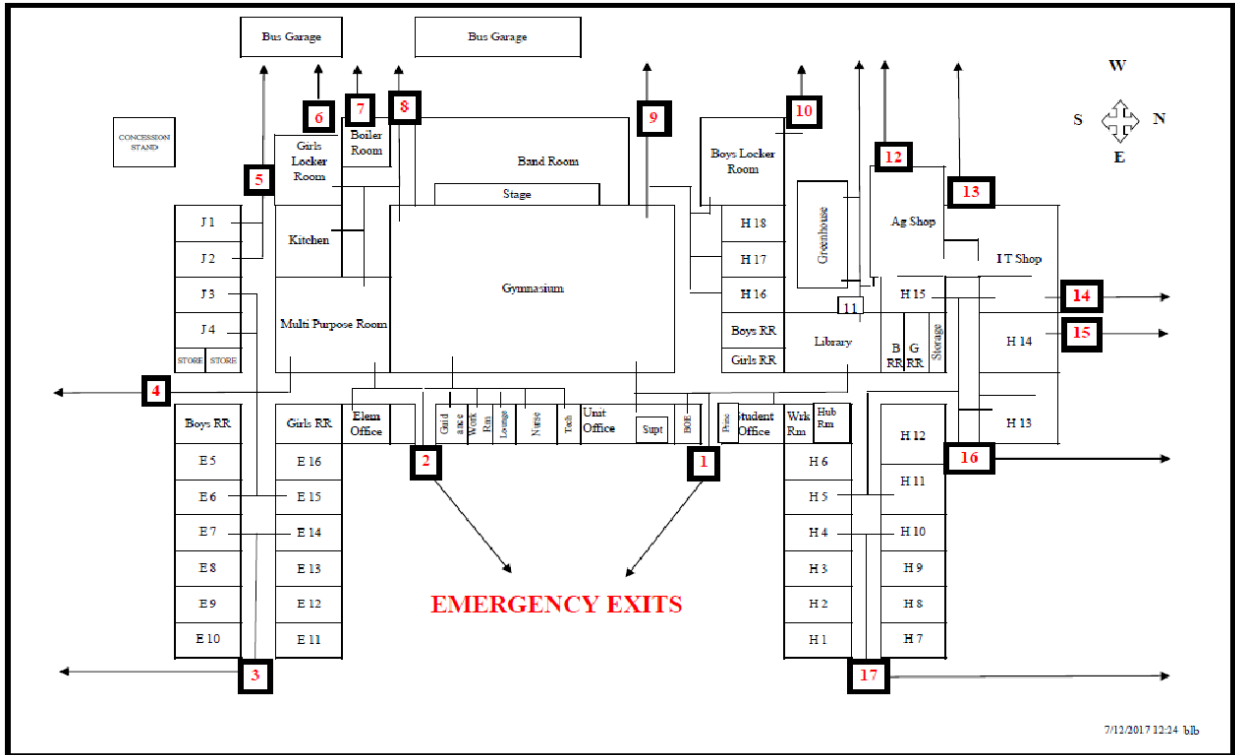 Bus Garage
Bus Garage
W
S
N
E
6
7
8
9
10
12
CONCESSION
STAND
Girls
Locker
Room
Boiler
Room
Band Room
Boys Locker
Room
5
13
Stage
J 1
J 2
J 3
J 4
STORE
STORE
Kitchen
Multi Purpose Room
Gymnasium
H 18
H 17
H 16
Boys RR
Girls RR
Greenhouse
Ag Shop
I T Shop
H 15
11
Library
B
RR
G
RR
Storage
H 14
14
15
4
Boys RR
Girls RR
Elem
Office
Guid
ance
Work
Rm
Lounge
Nurse
Tech
Unit
Office
Supt
BOE
Princ
Student
Office
Wrk
Rm
Hub
Rm
H 12
H 13
2
1
16
E 5
E 6
E 7
E 8
E 9
E 10
E 16
E 15
E 14
E 13
E 12
E 11
H 6
H 5
H 4
H 3
H 2
H 1
H 11
H 10
H 9
H 8
H 7
EMERGENCY EXITS
3
17
7/12/2017 12:24 blb